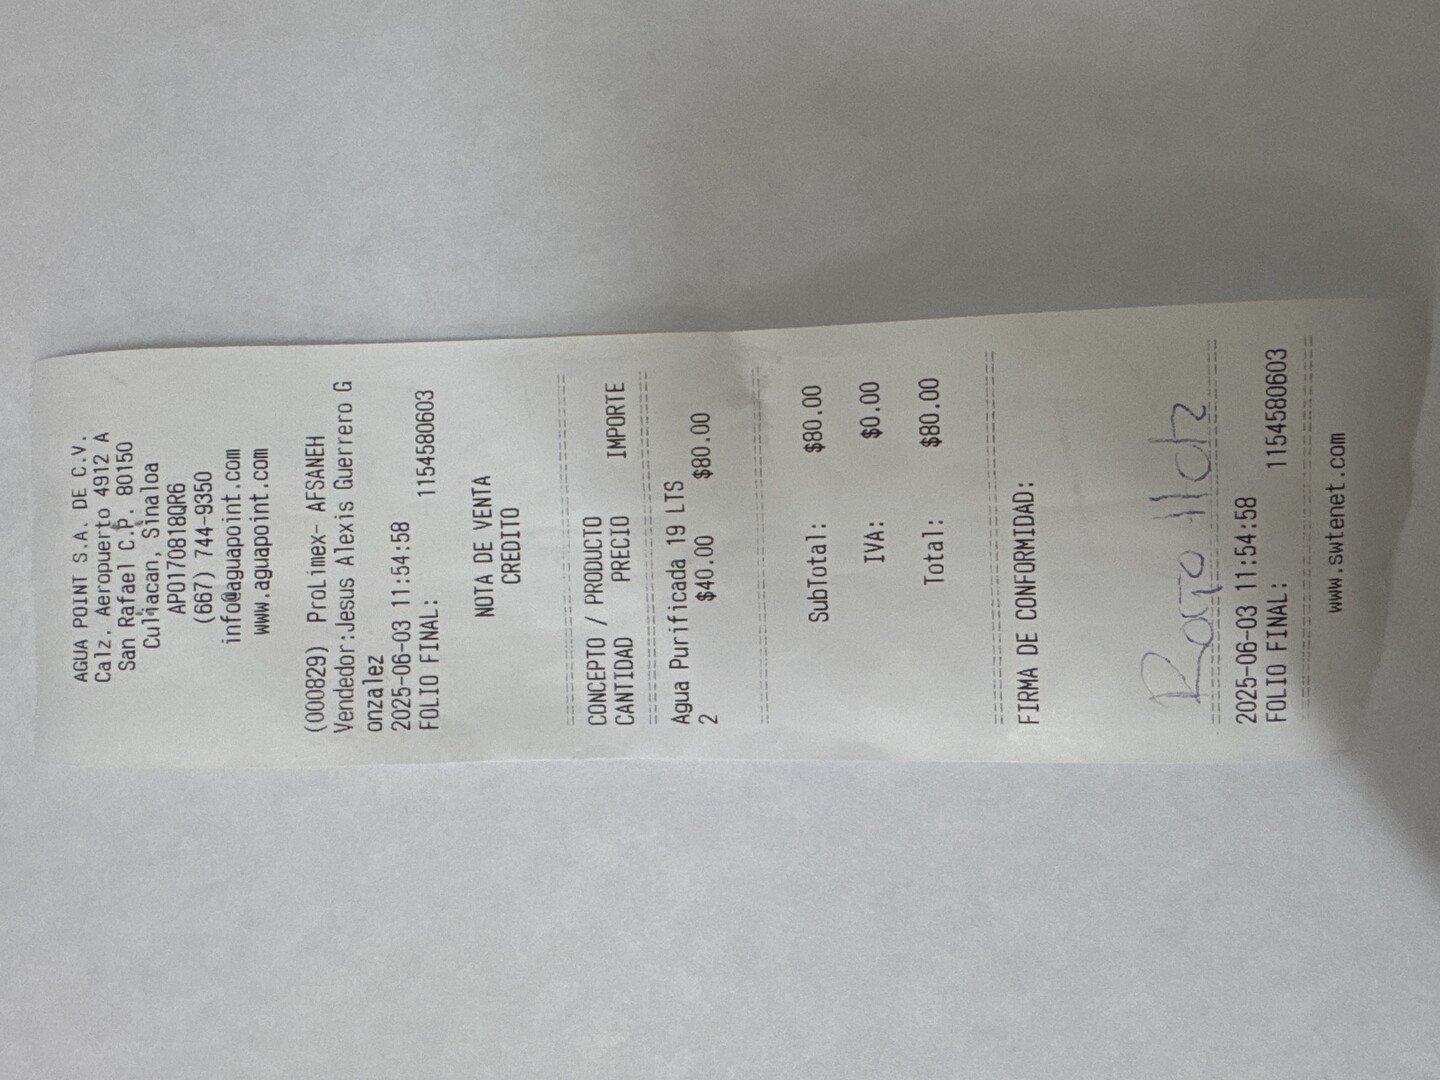 AGUA POINT S.A. DE C.V.
Calz. Aeropuerto 4912 A
San Rafael C.P. 80150
Culiacan, Sinaloa
APO170818QR6
(667) 744-9350
info@aguapoint.com
www.aguapoint.com
(000829) ProLimex- AFSANEH
Vendedor:Jesus Alexis Guerrero G
onzalez
2025-06-03 11:54:58
FOLIO FINAL: 1154580603
NOTA DE VENTA
CREDITO
CONCEPTO / PRODUCTO
CANTIDAD PRECIO IMPORTE
Agua Purificada 19 LTS
2 $40.00 $80.00
SubTotal: $80.00
IVA: $0.00
Total: $80.00
FIRMA DE CONFORMIDAD:
2025-06-03 11:54:58
FOLIO FINAL: 1154580603
www.swtenet.com